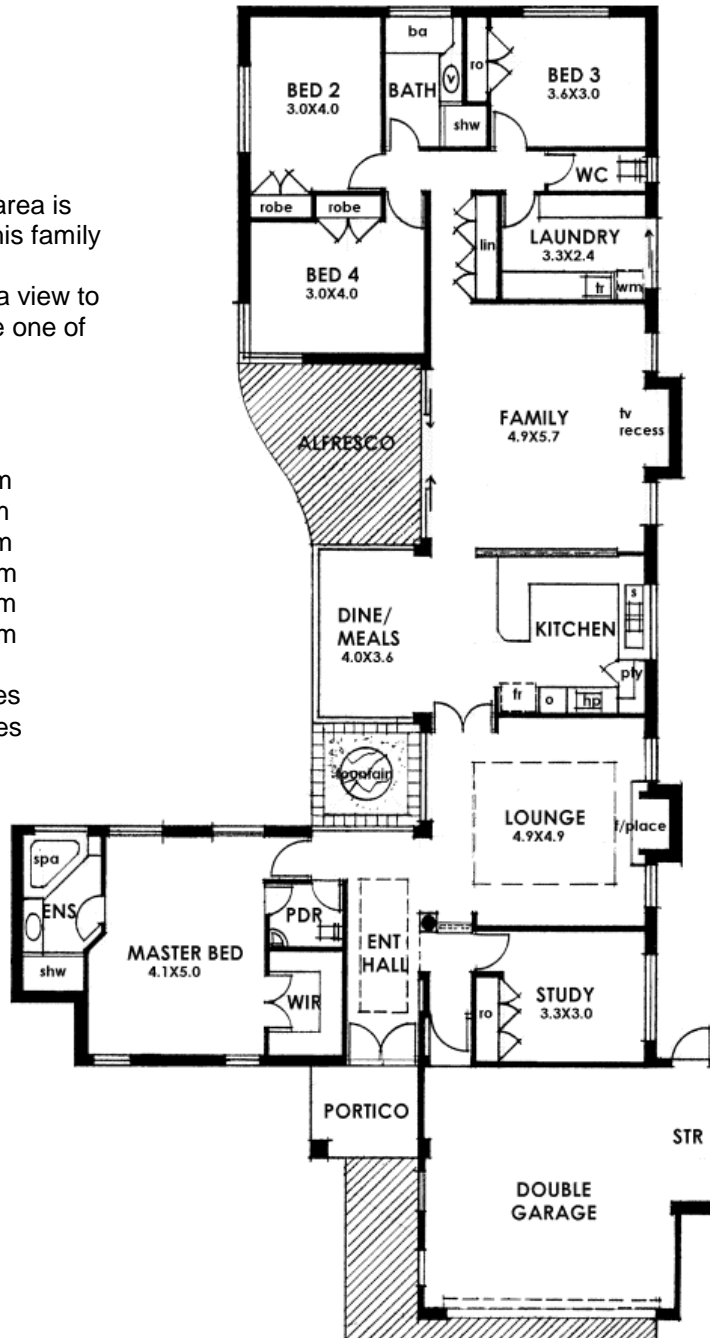 area is
his family
a view to
e one of
m
m
m
m
m
m
es
es
ba
ro
BED 2
3.0X4.0
BATH
v
BED 3
3.6X3.0
shw
WC
robe
robe
lin
LAUNDRY
3.3X2.4
BED 4
3.0X4.0
tr
wm
FAMILY
4.9X5.7
tv
recess
ALFRESCO
DINE/
MEALS
4.0X3.6
s
KITCHEN
pty
fr
o
hp
fountain
LOUNGE
4.9X4.9
f/place
spa
ENS
PDR
shw
MASTER BED
4.1X5.0
ENT
HALL
WIR
ro
STUDY
3.3X3.0
PORTICO
STR
DOUBLE
GARAGE